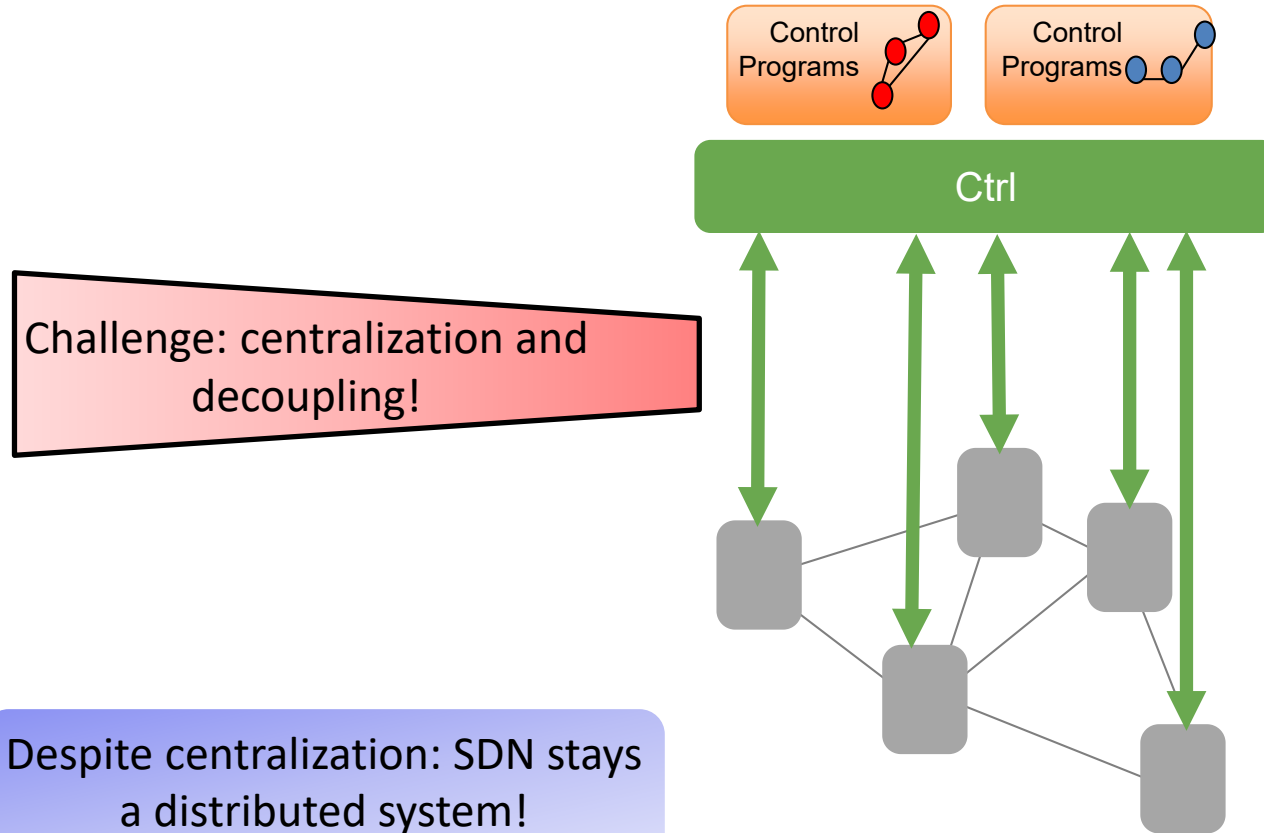 Control
Programs
Control
Programs
Ctrl
Challenge: centralization and
decoupling!
Despite centralization: SDN stays
a distributed system!